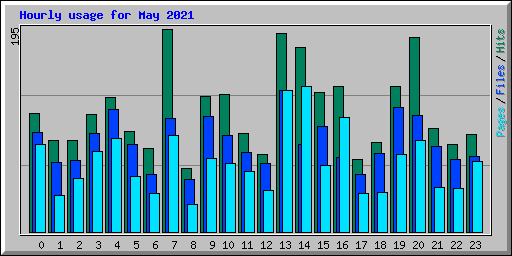 Hourly usage for May 2021
195
Pages / Files / Hits
0 1 2 3 4 5 6 7 8 9 10 11 12 13 14 15 16 17 18 19 20 21 22 23